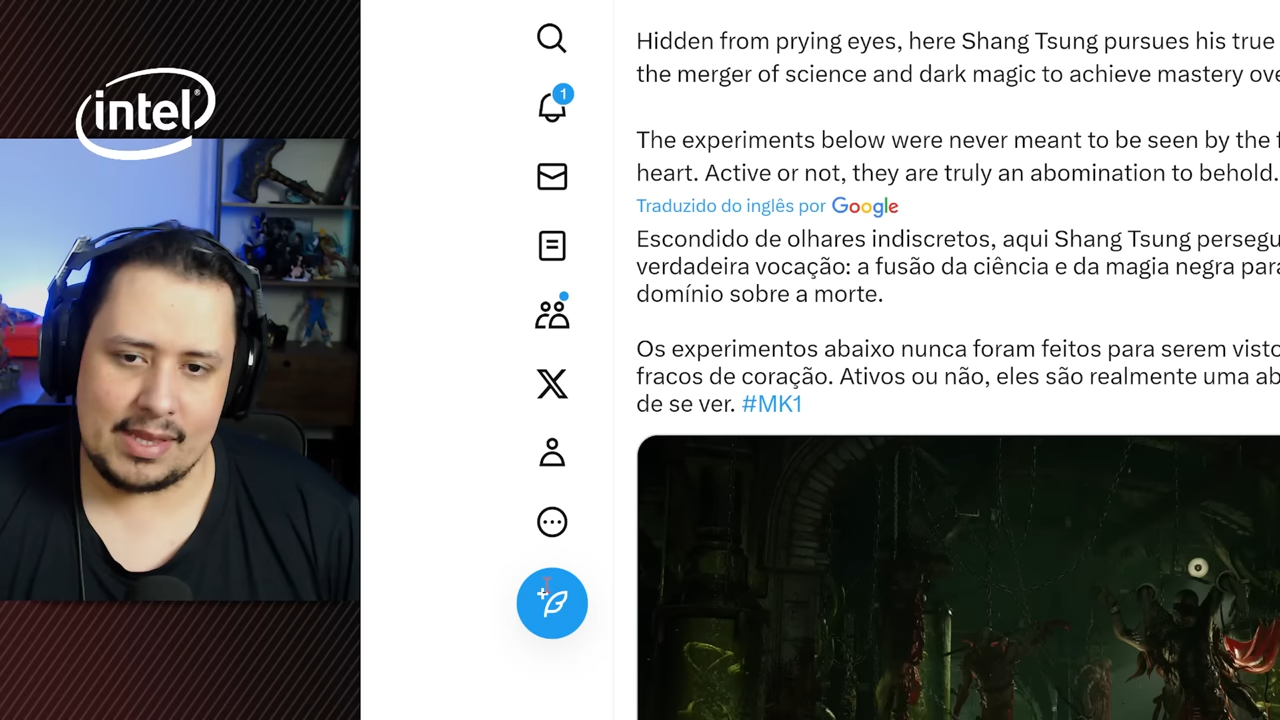 intel
1
Hidden from prying eyes, here Shang Tsung pursues his true
the merger of science and dark magic to achieve mastery ove
The experiments below were never meant to be seen by the f
heart. Active or not, they are truly an abomination to behold.
Traduzido do inglês por Google
Escondido de olhares indiscretos, aqui Shang Tsung persegu
verdadeira vocação: a fusão da ciência e da magia negra para
domínio sobre a morte.
Os experimentos abaixo nunca foram feitos para serem visto
fracos de coração. Ativos ou não, eles são realmente uma ab
de se ver. #MK1